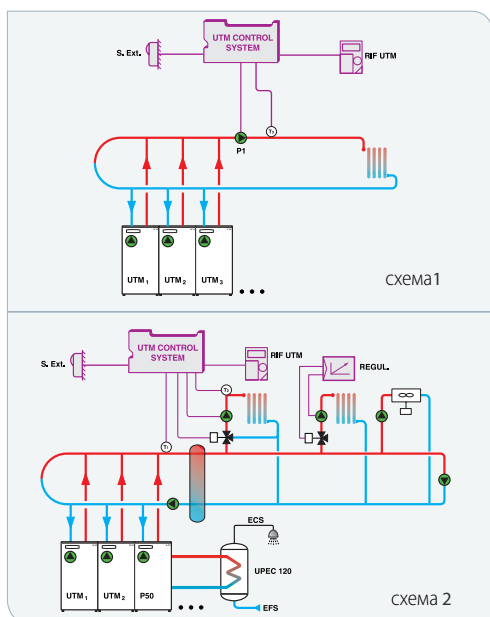 UTM CONTROL
SYSTEM
S. Ext.
RIF UTM
P1
T₃
UTM 1
UTM 2
UTM 3
• • •
схема1
UTM CONTROL
SYSTEM
S. Ext.
RIF UTM
REGUL.
T₂
T₁
ECS
UTM 1
UTM 2
P50
UPEC 120
• • •
EFS
схема 2